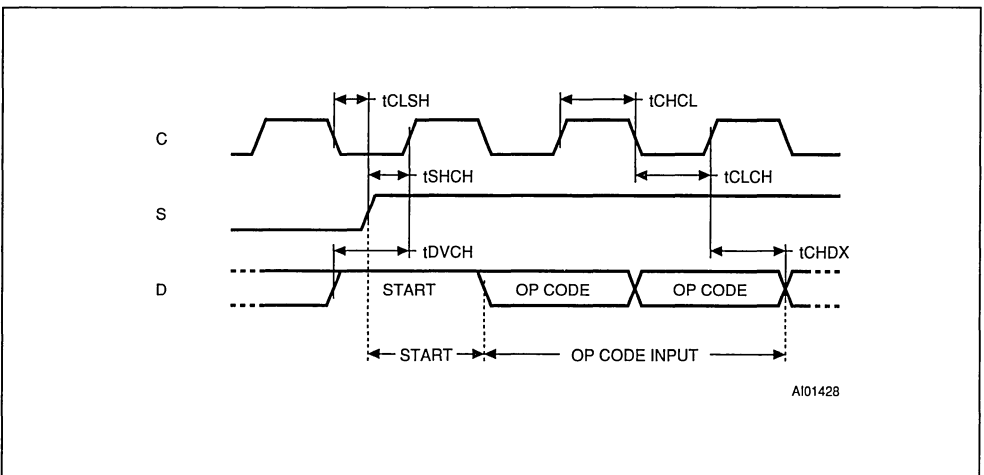 tCLSH tCHCL
C
tSHCH tCLCH
S
tDVCH tCHDX
D START OP CODE OP CODE
START OP CODE INPUT
AI01428